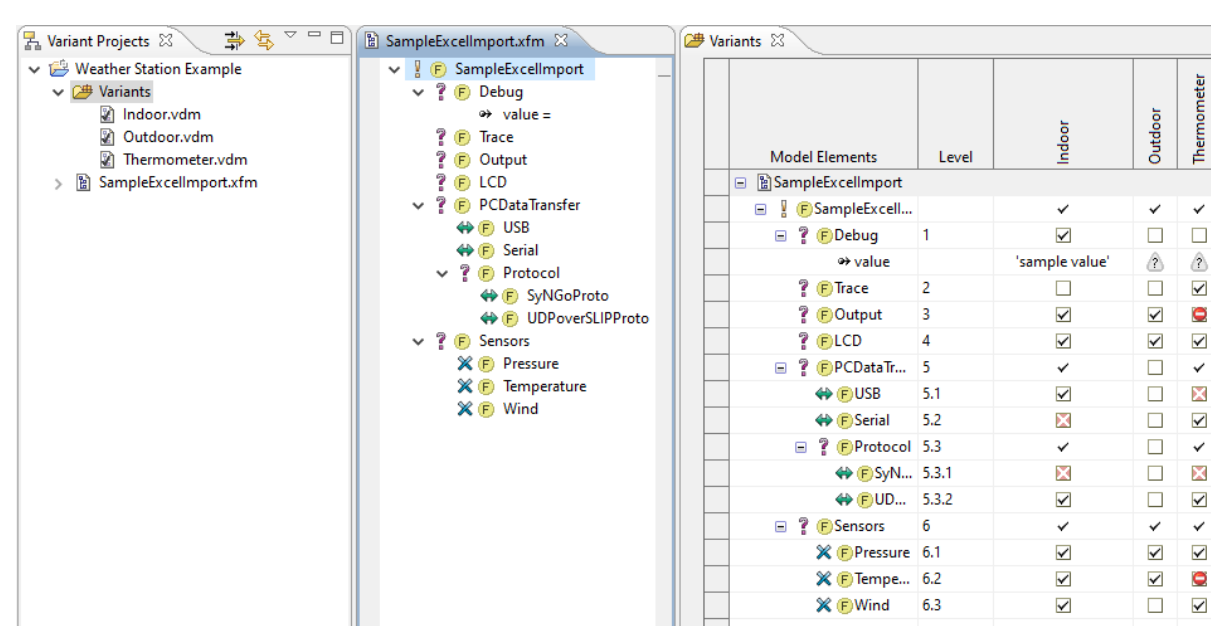 Variant Projects
Weather Station Example
Variants
Indoor.vdm
Outdoor.vdm
Thermometer.vdm
SampleExcelImport.xfm
SampleExcelImport.xfm
SampleExcelImport
Debug
value =
Trace
Output
LCD
PCDataTransfer
USB
Serial
Protocol
SyNGoProto
UDPoverSLIPProto
Sensors
Pressure
Temperature
Wind
Variants
Model Elements Level Indoor Outdoor Thermometer
SampleExcelImport
SampleExcell...
Debug 1
value 'sample value'
Trace 2
Output 3
LCD 4
PCDataTr... 5
USB 5.1
Serial 5.2
Protocol 5.3
SyN... 5.3.1
UD... 5.3.2
Sensors 6
Pressure 6.1
Tempe... 6.2
Wind 6.3